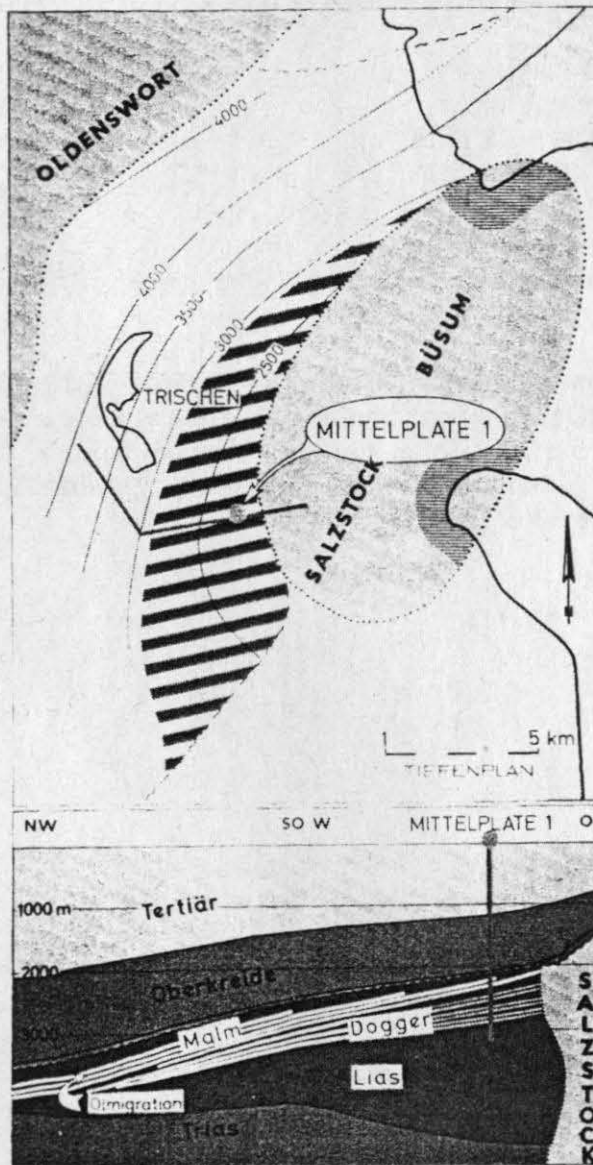 OLDENSWORT
4000
4000
3500
3000
2500
TRISCHEN
BÜSUM
MITTELPLATE 1
SALZSTOCK
1 5 km
TIEFENPLAN
NW SO W MITTELPLATE 1 O
1000 m
Tertiär
2000
Oberkreide
3000
Malm
Dogger
Lias
Ölmigration
Trias
SALZSTOCK